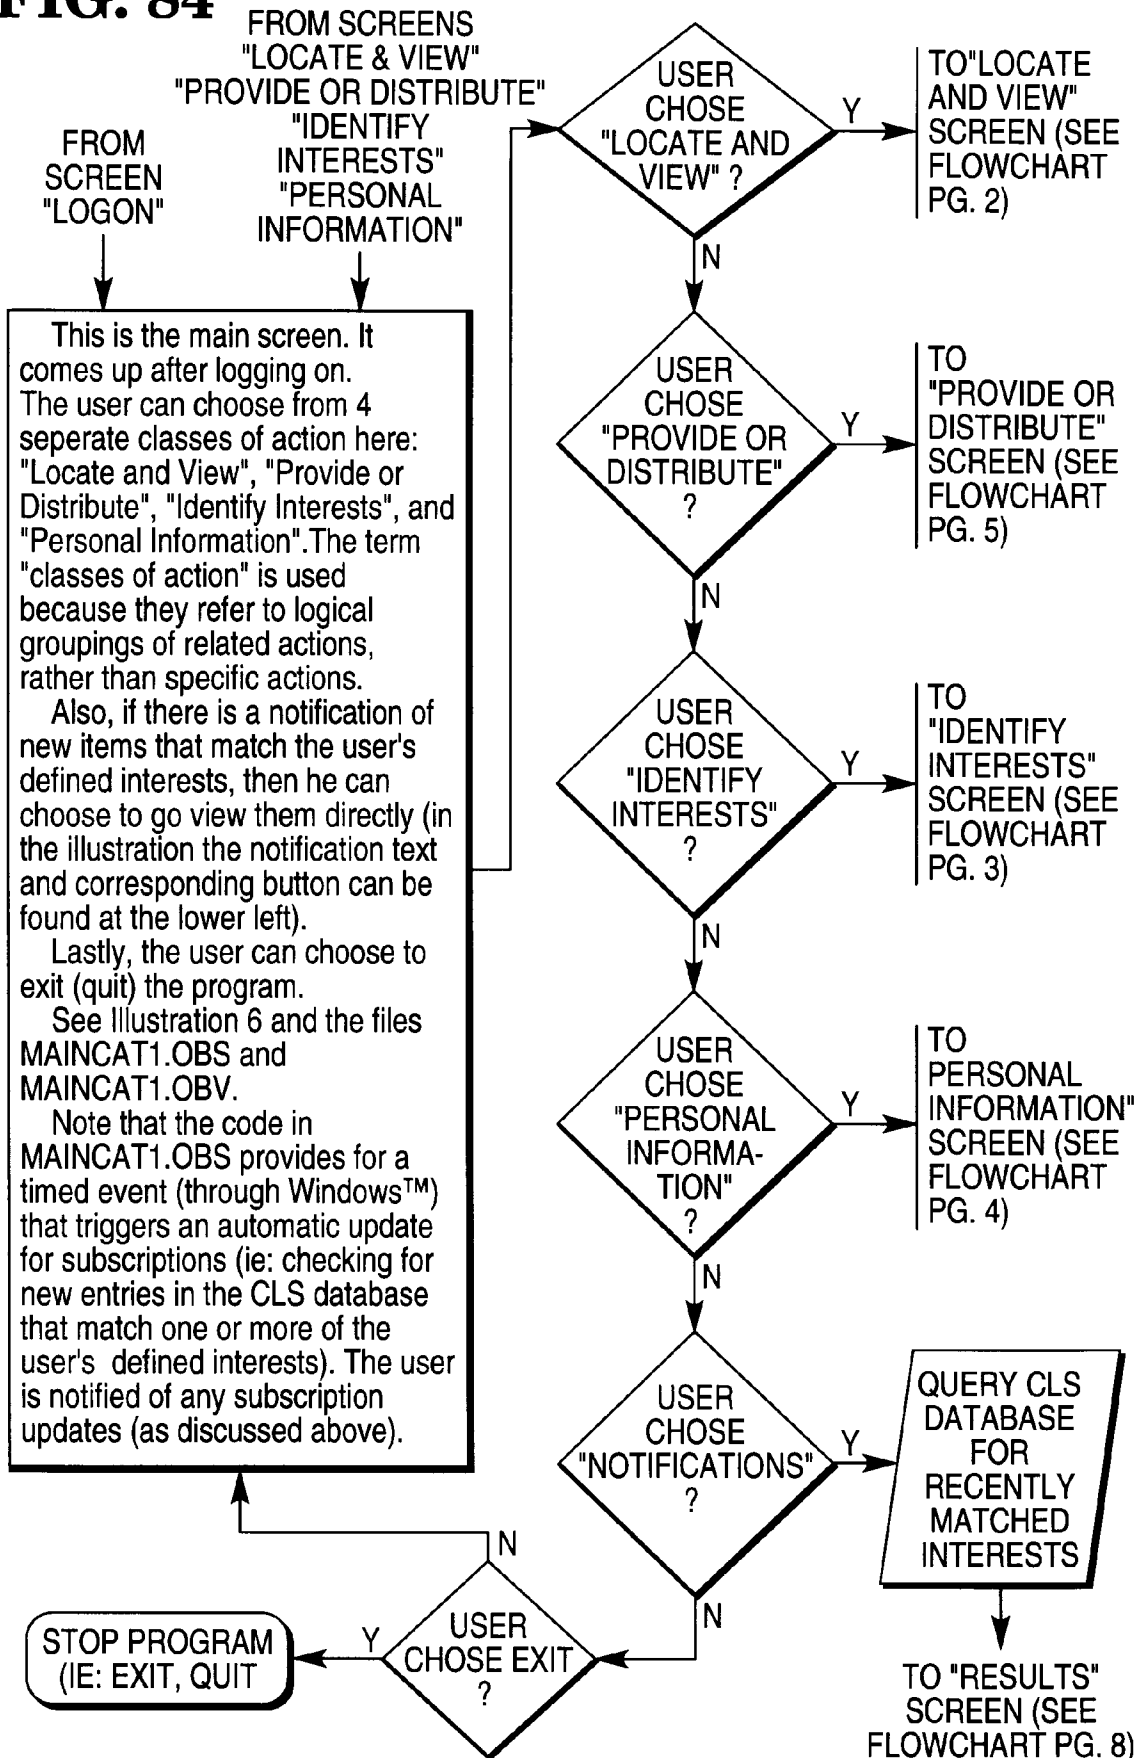 FIG. 84
FROM SCREENS
"LOCATE & VIEW"
"PROVIDE OR DISTRIBUTE"
"IDENTIFY
INTERESTS"
"PERSONAL
INFORMATION"
FROM
SCREEN
"LOGON"
This is the main screen. It
comes up after logging on.
The user can choose from 4
seperate classes of action here:
"Locate and View", "Provide or
Distribute", "Identify Interests", and
"Personal Information".The term
"classes of action" is used
because they refer to logical
groupings of related actions,
rather than specific actions.
Also, if there is a notification of
new items that match the user's
defined interests, then he can
choose to go view them directly (in
the illustration the notification text
and corresponding button can be
found at the lower left).
Lastly, the user can choose to
exit (quit) the program.
See Illustration 6 and the files
MAINCAT1.OBS and
MAINCAT1.OBV.
Note that the code in
MAINCAT1.OBS provides for a
timed event (through Windows™)
that triggers an automatic update
for subscriptions (ie: checking for
new entries in the CLS database
that match one or more of the
user's defined interests). The user
is notified of any subscription
updates (as discussed above).
USER
CHOSE
"LOCATE AND
VIEW" ?
Y
TO"LOCATE
AND VIEW"
SCREEN (SEE
FLOWCHART
PG. 2)
N
USER
CHOSE
"PROVIDE OR
DISTRIBUTE"
?
Y
TO
"PROVIDE OR
DISTRIBUTE"
SCREEN (SEE
FLOWCHART
PG. 5)
N
USER
CHOSE
"IDENTIFY
INTERESTS"
?
Y
TO
"IDENTIFY
INTERESTS"
SCREEN (SEE
FLOWCHART
PG. 3)
N
USER
CHOSE
"PERSONAL
INFORMA-
TION"
?
Y
TO
PERSONAL
INFORMATION"
SCREEN (SEE
FLOWCHART
PG. 4)
N
USER
CHOSE
"NOTIFICATIONS"
?
Y
QUERY CLS
DATABASE
FOR
RECENTLY
MATCHED
INTERESTS
TO "RESULTS"
SCREEN (SEE
FLOWCHART PG. 8)
N
USER
CHOSE EXIT
?
N
Y
STOP PROGRAM
(IE: EXIT, QUIT